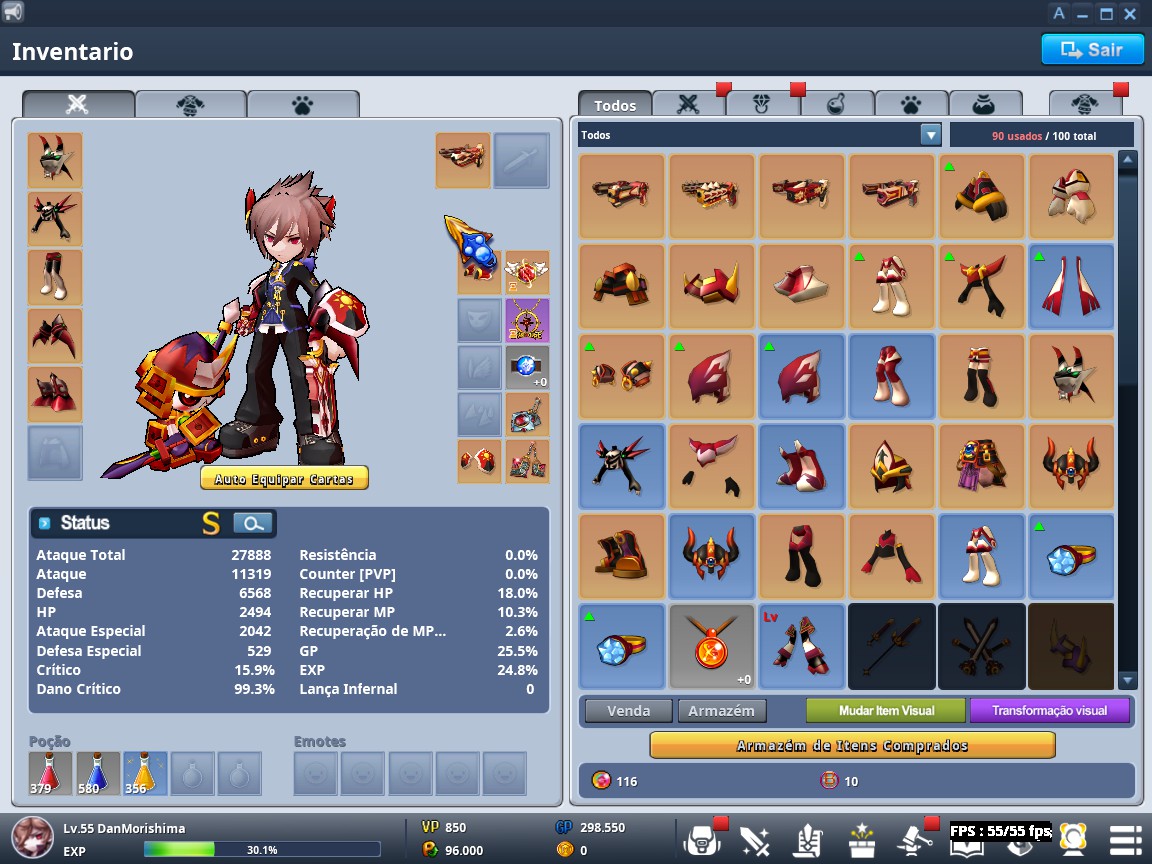 A
Inventario
Sair
Todos
Todos
90 usados / 100 total
+0
Auto Equipar Cartas
Status
S
Ataque Total 27888
Ataque 11319
Defesa 6568
HP 2494
Ataque Especial 2042
Defesa Especial 529
Crítico 15.9%
Dano Crítico 99.3%
Resistência 0.0%
Counter [PVP] 0.0%
Recuperar HP 18.0%
Recuperar MP 10.3%
Recuperação de MP... 2.6%
GP 25.5%
EXP 24.8%
Lança Infernal 0
Poção
379
580
356
Emotes
+0
Lv
Venda
Armazém
Mudar Item Visual
Transformação visual
Armazém de Itens Comprados
116
10
Lv.55 DanMorishima
EXP
30.1%
VP 850
96.000
GP 298.550
0
FPS : 55/55 fps